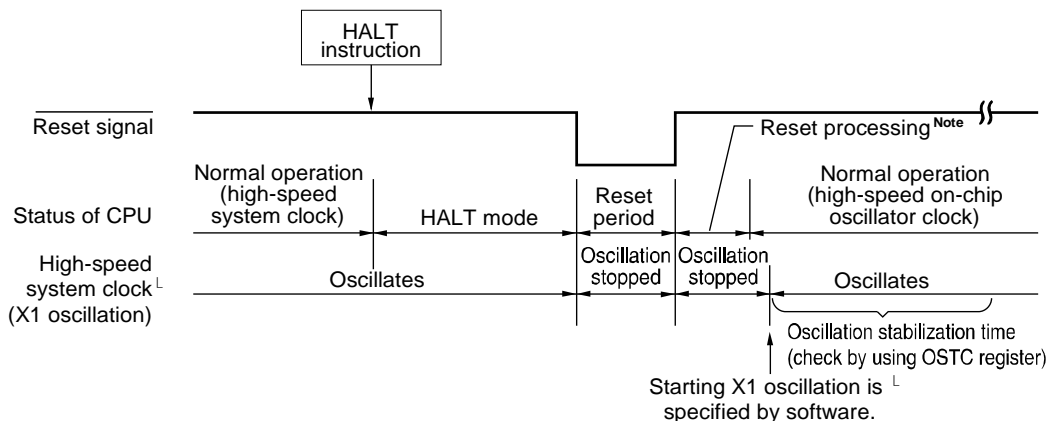 HALT
instruction
Reset signal
Reset processing Note
Normal operation
(high-speed
system clock)
Status of CPU
HALT mode
Reset
period
Normal operation
(high-speed on-chip
oscillator clock)
High-speed
system clock
(X1 oscillation)
Oscillates
Oscillation
stopped
Oscillation
stopped
Oscillates
Oscillation stabilization time
(check by using OSTC register)
Starting X1 oscillation is
specified by software.